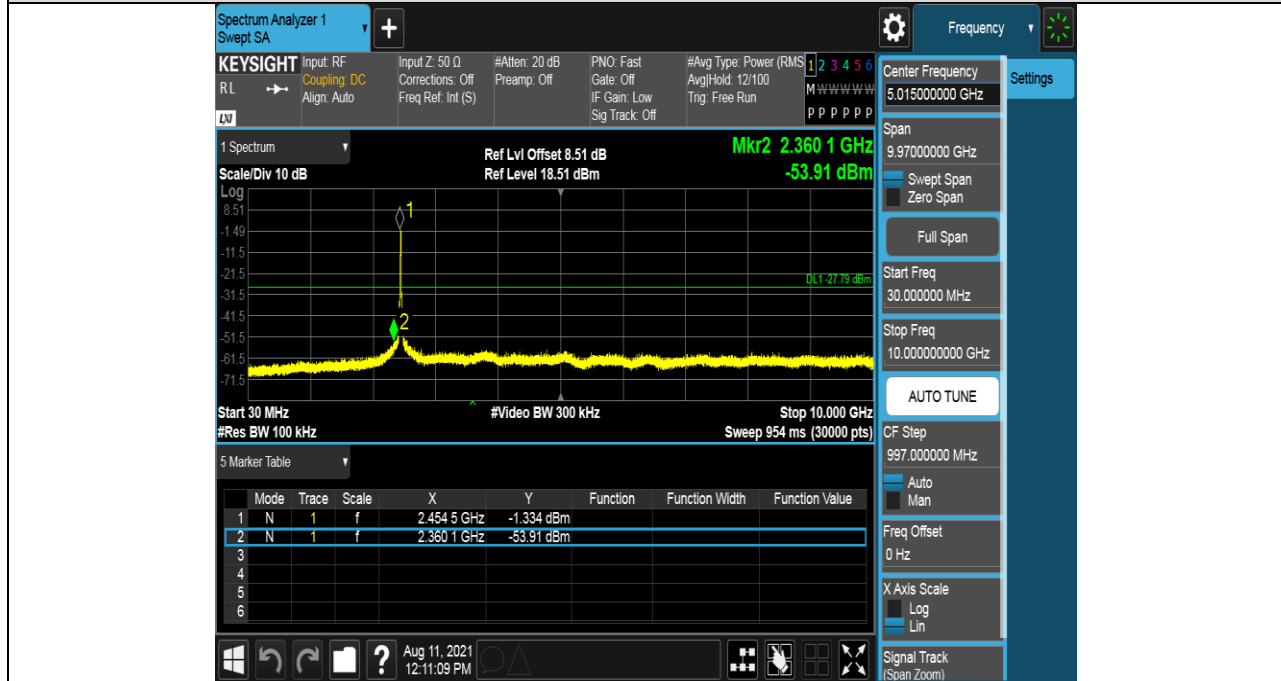 Spectrum Analyzer 1
Swept SA
+
Frequency
KEYSIGHT
RL
LXI
Input: RF
Coupling: DC
Align: Auto
Input Z: 50 Ω
Corrections: Off
Freq Ref: Int (S)
#Atten: 20 dB
Preamp: Off
PNO: Fast
Gate: Off
IF Gain: Low
Sig Track: Off
#Avg Type: Power (RMS
Avg|Hold: 12/100
Trig: Free Run
1 2 3 4 5 6
M W W W W W
P P P P P P
1 Spectrum
Scale/Div 10 dB
Ref Lvl Offset 8.51 dB
Ref Level 18.51 dBm
Mkr2 2.360 1 GHz
-53.91 dBm
Log
8.51
-1.49
-11.5
-21.5
-31.5
-41.5
-51.5
-61.5
-71.5
1
2
DL1 -27.79 dBm
Start 30 MHz
#Video BW 300 kHz
Stop 10.000 GHz
#Res BW 100 kHz
Sweep 954 ms (30000 pts)
5 Marker Table
Mode Trace Scale X Y Function Function Width Function Value
1 N 1 f 2.454 5 GHz -1.334 dBm
2 N 1 f 2.360 1 GHz -53.91 dBm
3
4
5
6
?
Aug 11, 2021
12:11:09 PM
Center Frequency
5.015000000 GHz
Settings
Span
9.97000000 GHz
Swept Span
Zero Span
Full Span
Start Freq
30.000000 MHz
Stop Freq
10.000000000 GHz
AUTO TUNE
CF Step
997.000000 MHz
Auto
Man
Freq Offset
0 Hz
X Axis Scale
Log
Lin
Signal Track
(Span Zoom)